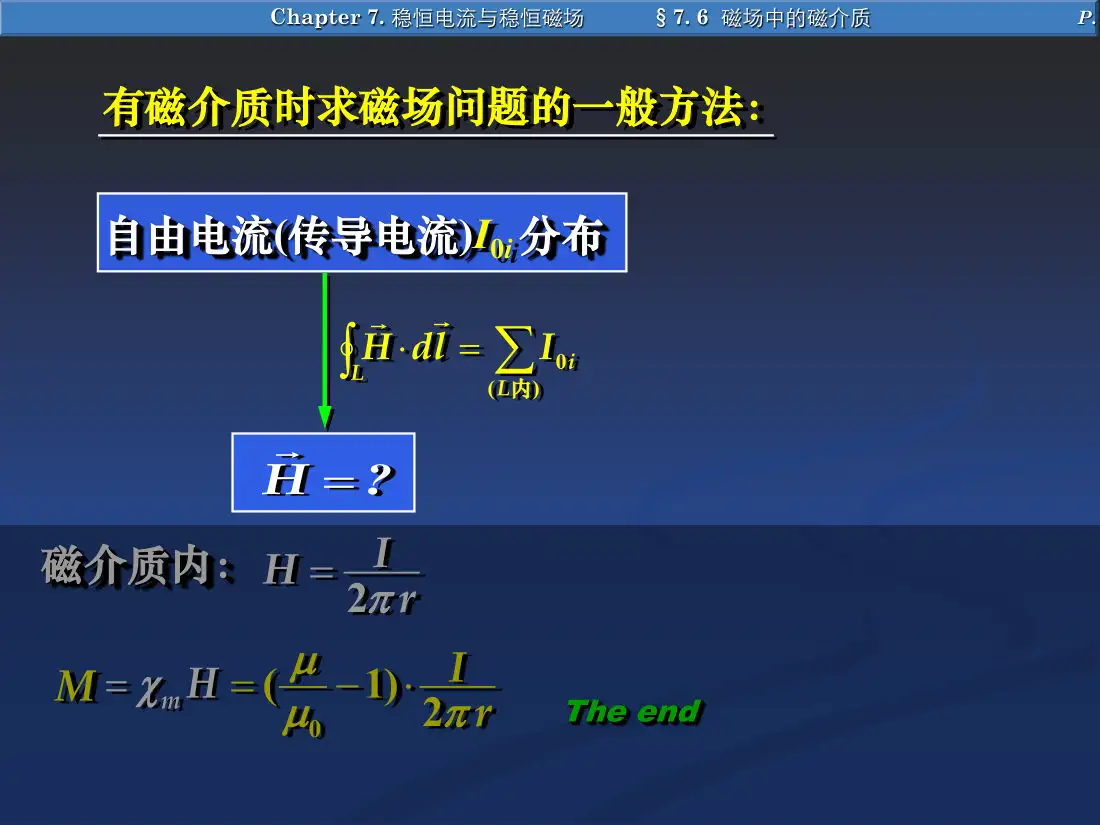 Chapter 7. 稳恒电流与稳恒磁场 §7. 6 磁场中的磁介质 P.
有磁介质时求磁场问题的一般方法:
自由电流(传导电流)I₀ᵢ分布
∮_L H⃗ · dl⃗ = ∑_(L内) I₀ᵢ
H⃗ = ?
磁介质内: H = I / 2πr
M = χₘH = (μ/μ₀ − 1) · I / 2πr
The end